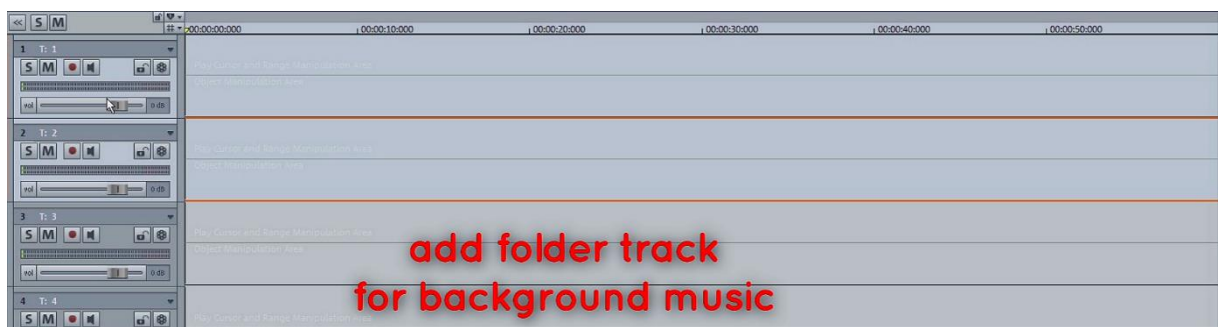 « S M
00:00:00:000 00:00:10:000 00:00:20:000 00:00:30:000 00:00:40:000 00:00:50:000
1 T: 1
S M
Play Cursor and Range Manipulation Area
Object Manipulation Area
vol 0 dB
2 T: 2
S M
Play Cursor and Range Manipulation Area
Object Manipulation Area
vol 0 dB
3 T: 3
S M
Play Cursor and Range Manipulation Area
Object Manipulation Area
vol 0 dB
add folder track
for background music
4 T: 4
S M
Play Cursor and Range Manipulation Area